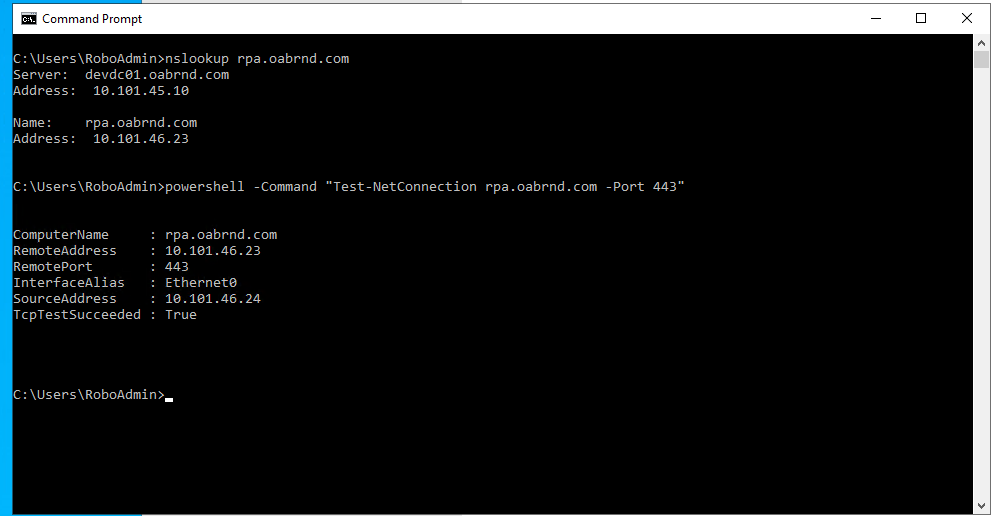 Command Prompt
C:\Users\RoboAdmin>nslookup rpa.oabrnd.com
Server:  devdc01.oabrnd.com
Address:  10.101.45.10
Name:    rpa.oabrnd.com
Address:  10.101.46.23
C:\Users\RoboAdmin>powershell -Command "Test-NetConnection rpa.oabrnd.com -Port 443"
ComputerName     : rpa.oabrnd.com
RemoteAddress    : 10.101.46.23
RemotePort       : 443
InterfaceAlias   : Ethernet0
SourceAddress    : 10.101.46.24
TcpTestSucceeded : True
C:\Users\RoboAdmin>